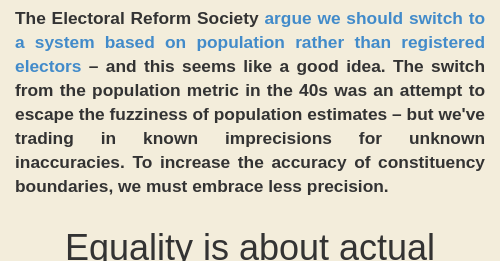 The Electoral Reform Society argue we should switch to
a system based on population rather than registered
electors – and this seems like a good idea. The switch
from the population metric in the 40s was an attempt to
escape the fuzziness of population estimates – but we've
trading in known imprecisions for unknown
inaccuracies. To increase the accuracy of constituency
boundaries, we must embrace less precision.
Equality is about actual